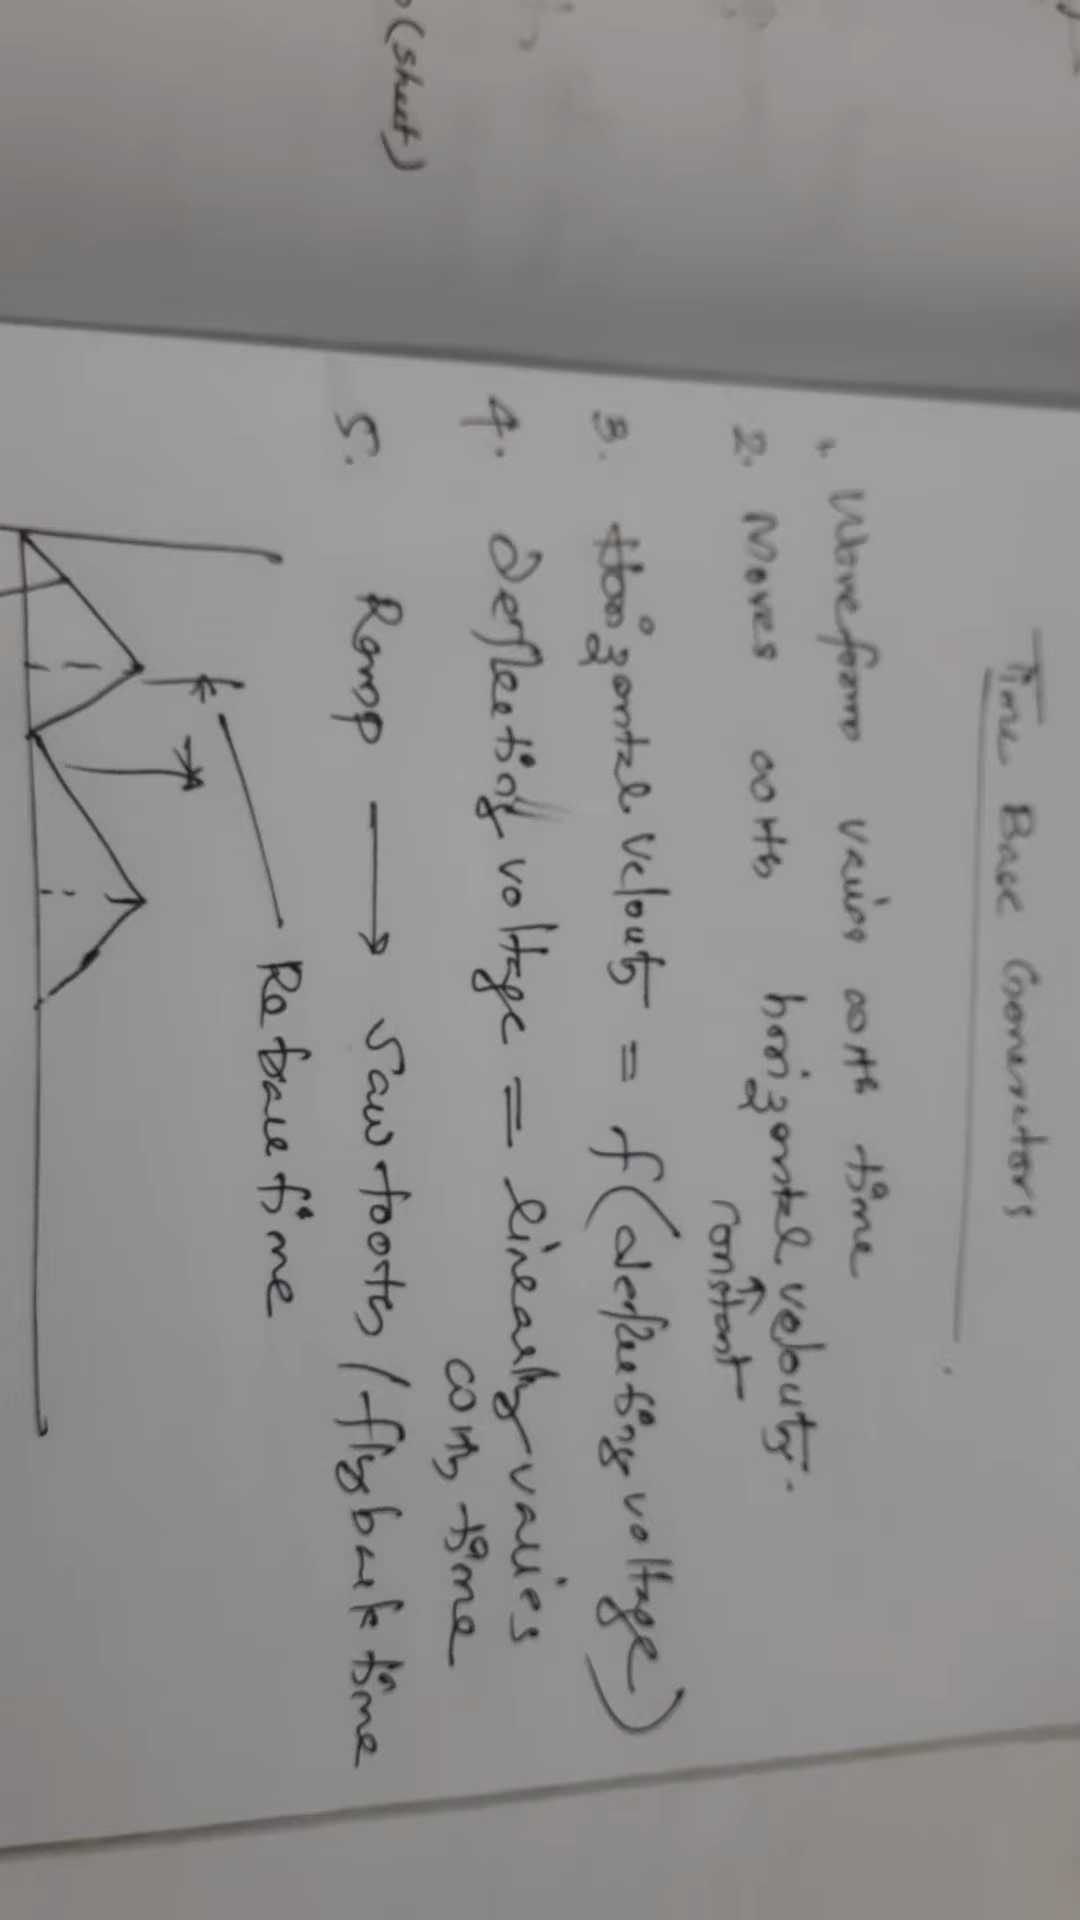 Time Base Generators
1. Waveform varies with time
2. Moves with horizontal velocity.
constant
3. Horizontal velocity = f(deflecting voltage)
4. Deflecting voltage = linearly varies
with time
5. Ramp → Sawtooth / flyback time
Retrace time
(sheet)